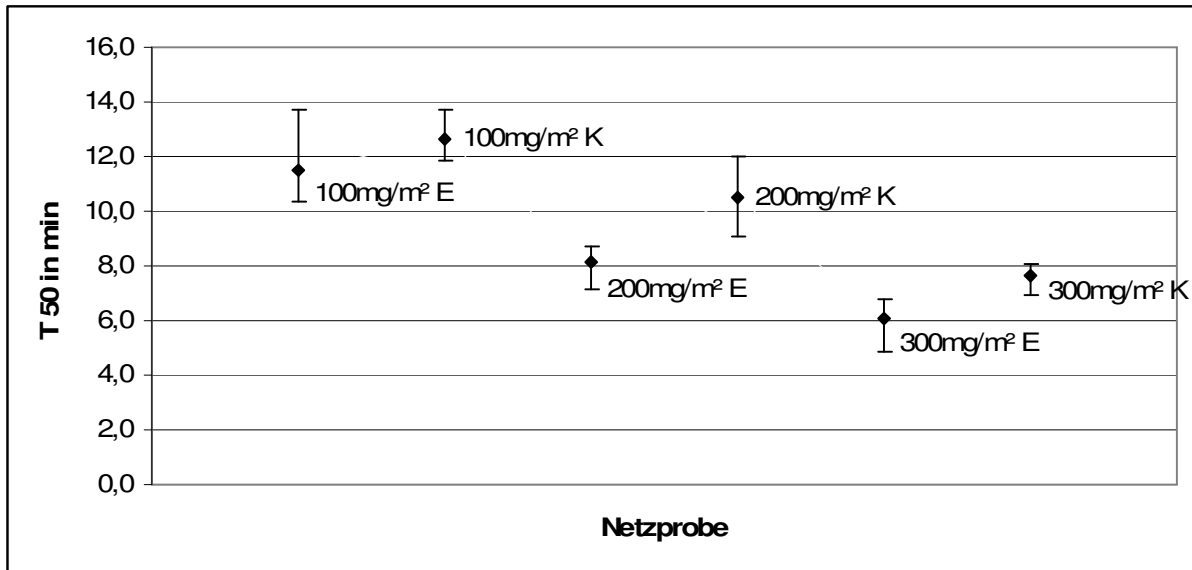 16,0
14,0
12,0
10,0
8,0
6,0
4,0
2,0
0,0
T 50 in min
100mg/m² E
100mg/m² K
200mg/m² E
200mg/m² K
300mg/m² E
300mg/m² K
Netzprobe